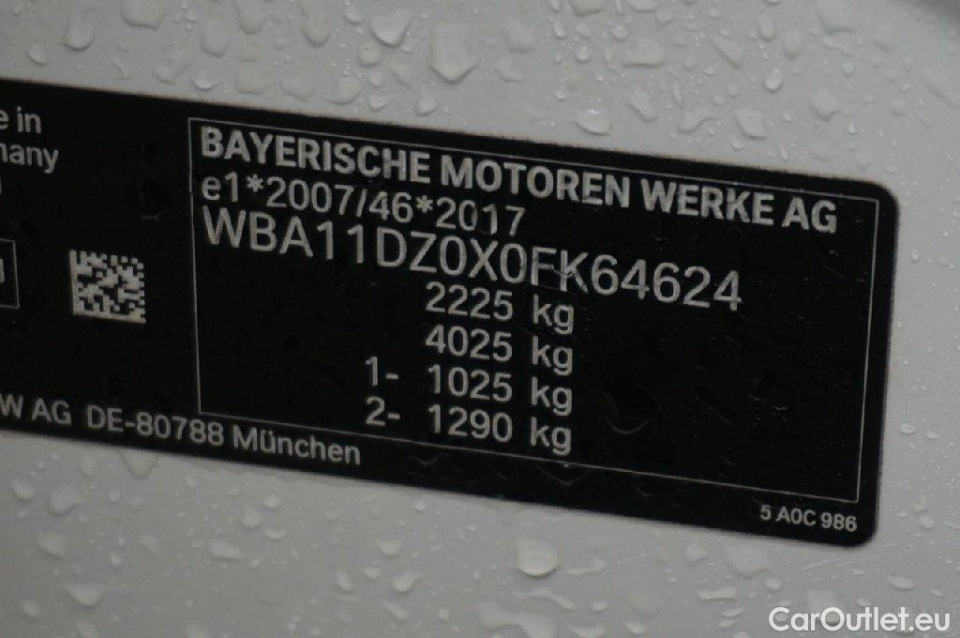 e in
many
BAYERISCHE MOTOREN WERKE AG
e1*2007/46*2017
WBA11DZ0X0FK64624
2225 kg
4025 kg
1- 1025 kg
2- 1290 kg
W AG DE-80788 München
5 A0C 986
CarOutlet.eu